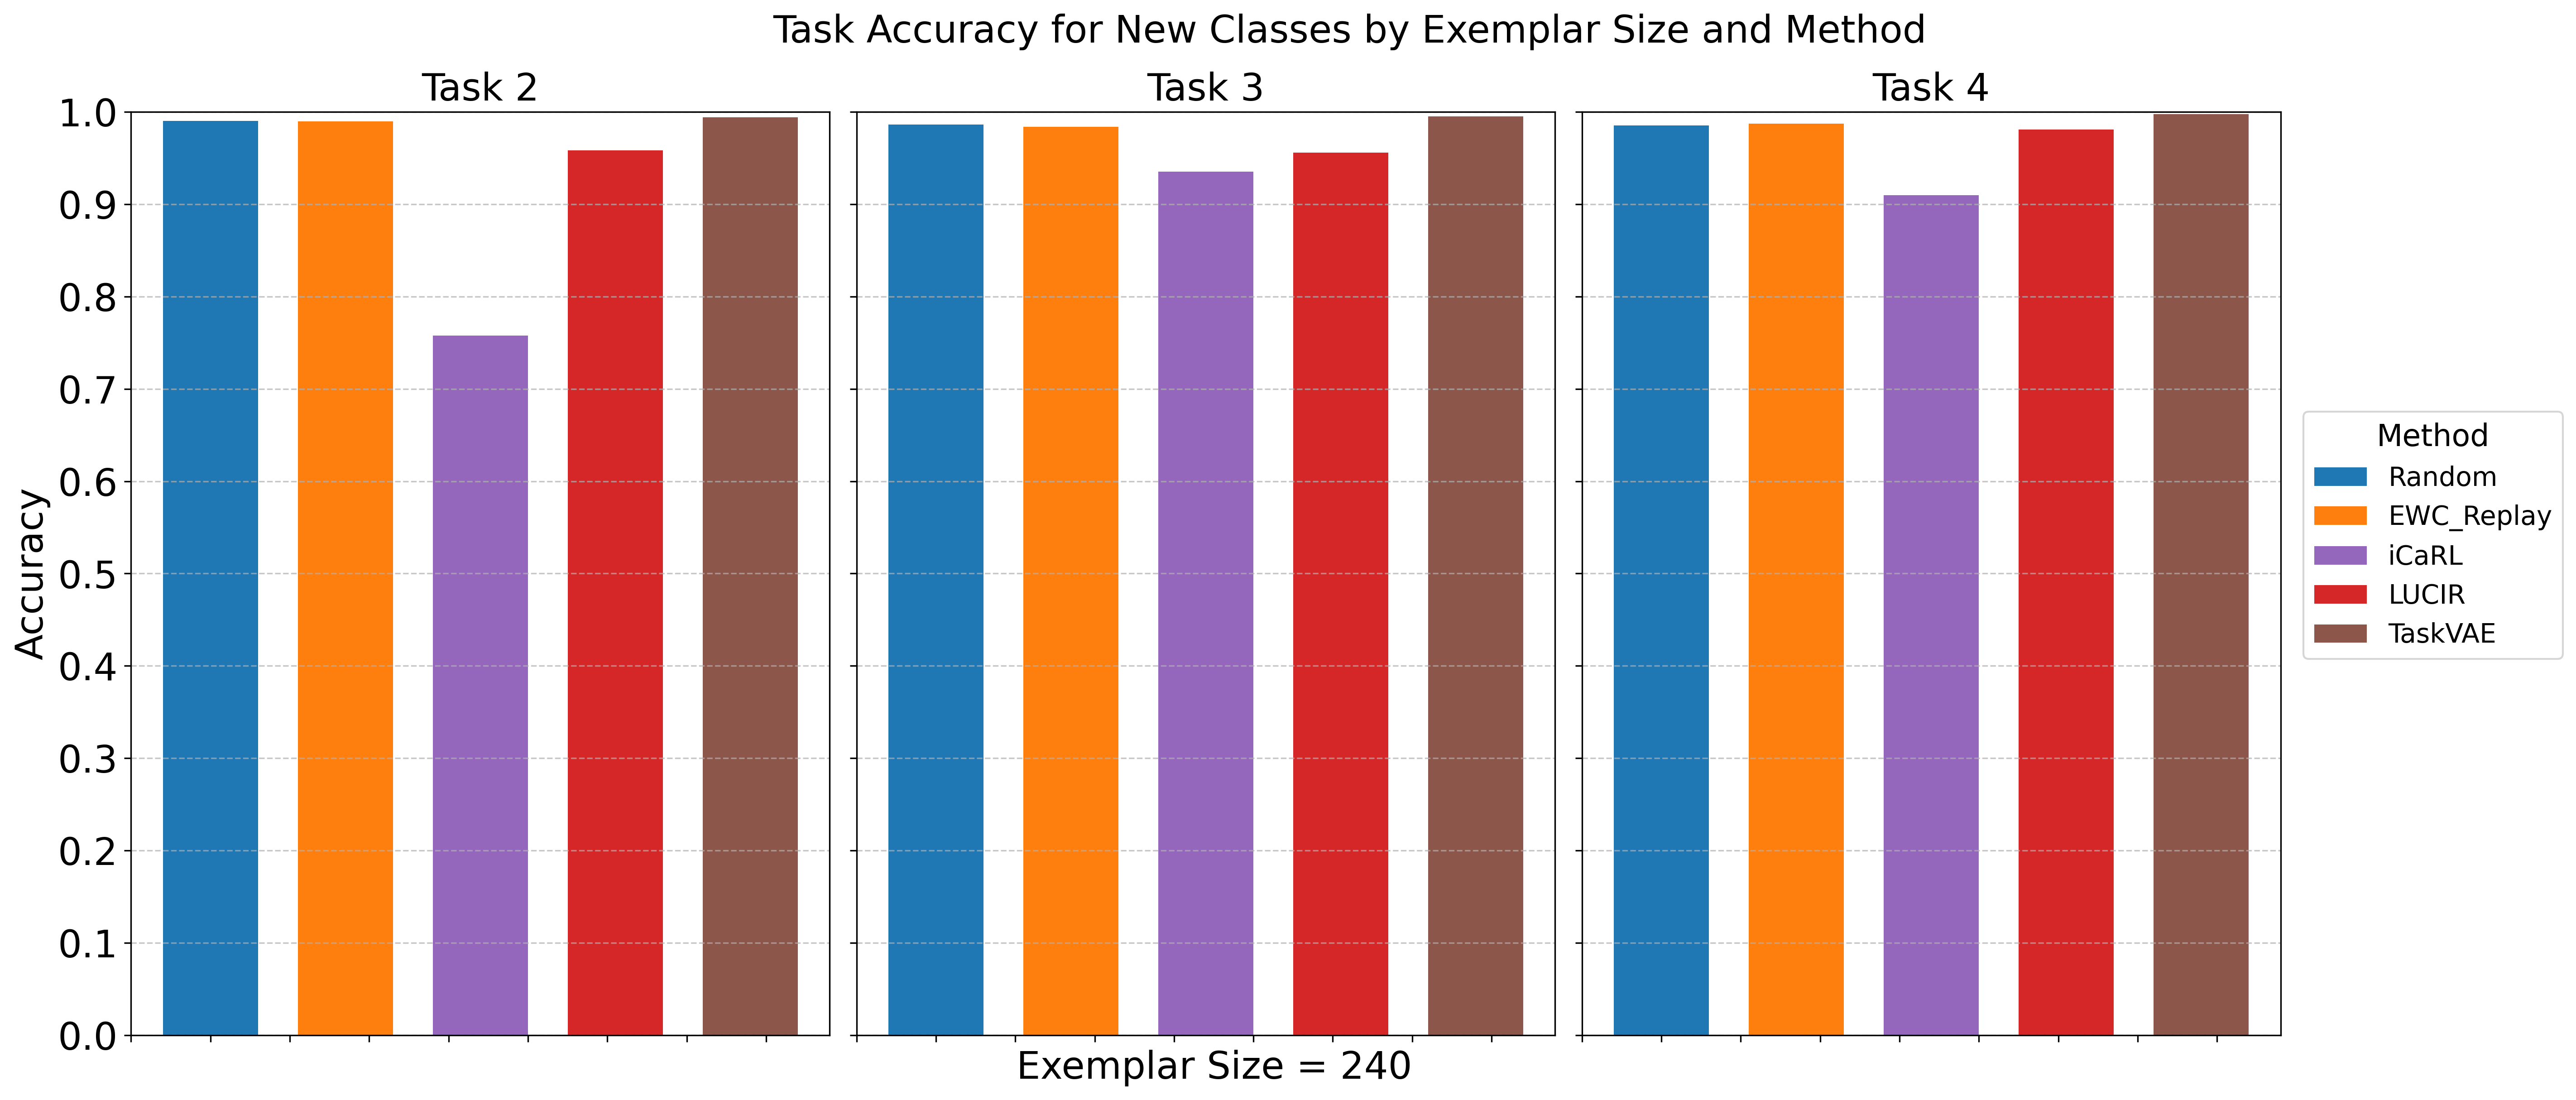 Task Accuracy for New Classes by Exemplar Size and Method
Task 2
Task 3
Task 4
1.0
0.9
0.8
0.7
0.6
0.5
0.4
0.3
0.2
0.1
0.0
Accuracy
Exemplar Size = 240
Method
Random
EWC_Replay
iCaRL
LUCIR
TaskVAE